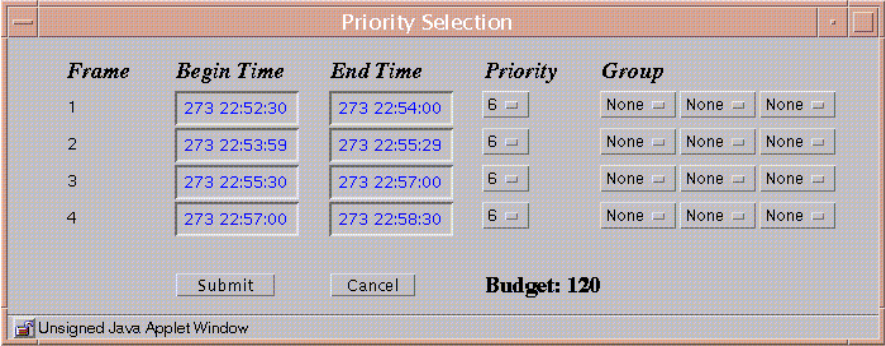 Priority Selection
Frame Begin Time End Time Priority Group
1 273 22:52:30 273 22:54:00 6 None None None
2 273 22:53:59 273 22:55:29 6 None None None
3 273 22:55:30 273 22:57:00 6 None None None
4 273 22:57:00 273 22:58:30 6 None None None
Submit Cancel Budget: 120
Unsigned Java Applet Window